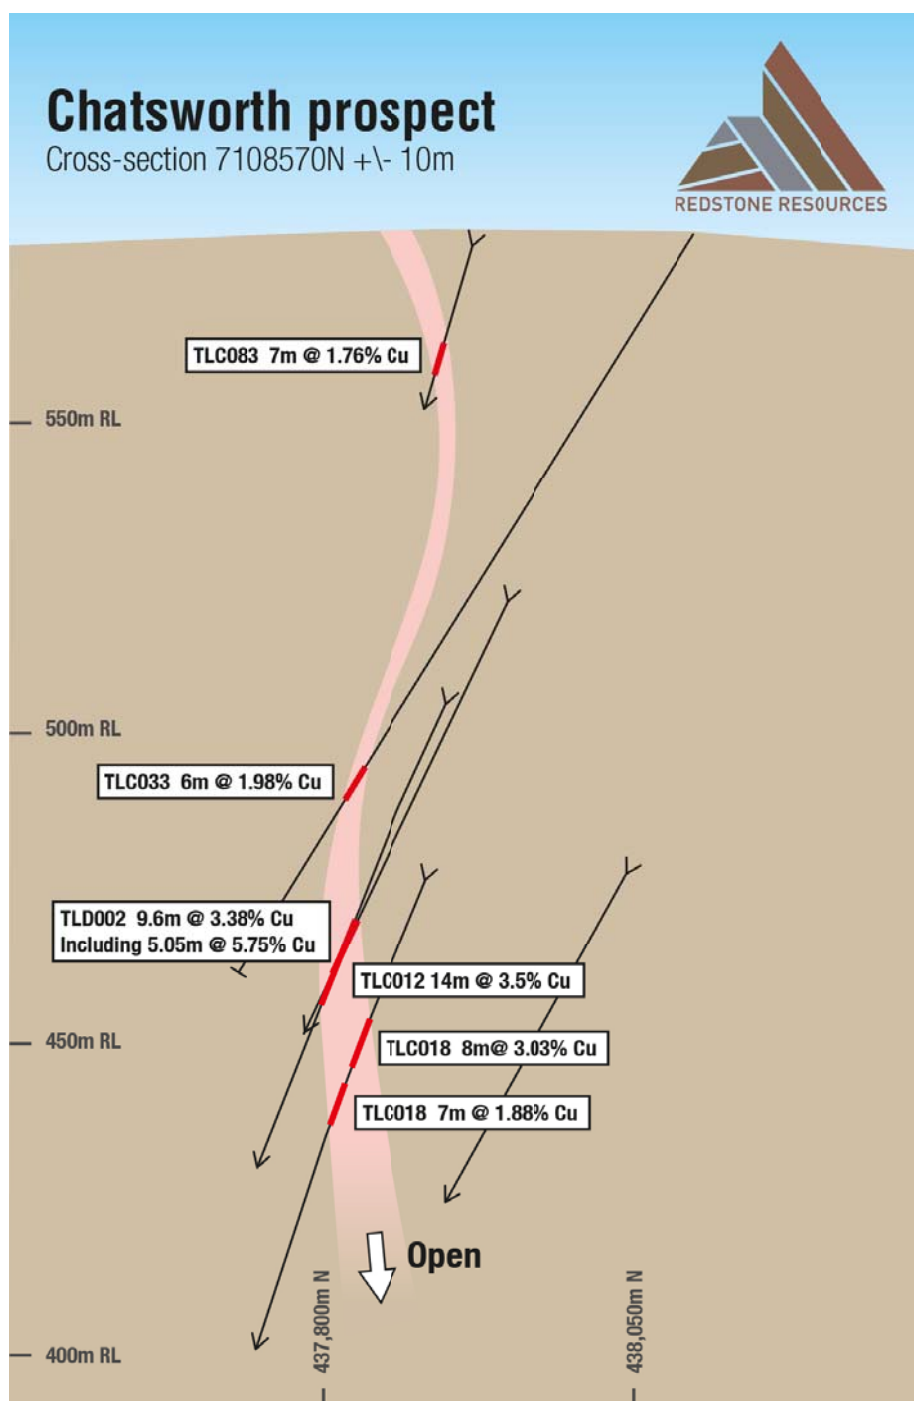 Chatsworth prospect
Cross-section 7108570N +\- 10m
REDSTONE RESOURCES
TLC083 7m @ 1.76% Cu
550m RL
500m RL
TLC033 6m @ 1.98% Cu
TLD002 9.6m @ 3.38% Cu
Including 5.05m @ 5.75% Cu
TLC012 14m @ 3.5% Cu
450m RL
TLC018 8m@ 3.03% Cu
TLC018 7m @ 1.88% Cu
Open
437,800m N
438,050m N
400m RL